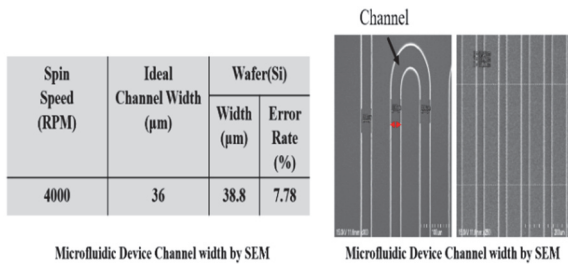 Channel
Spin Speed (RPM)
Ideal Channel Width (μm)
Wafer(Si)
Width (μm)
Error Rate (%)
4000
36
38.8
7.78
Microfluidic Device Channel width by SEM
Microfluidic Device Channel width by SEM